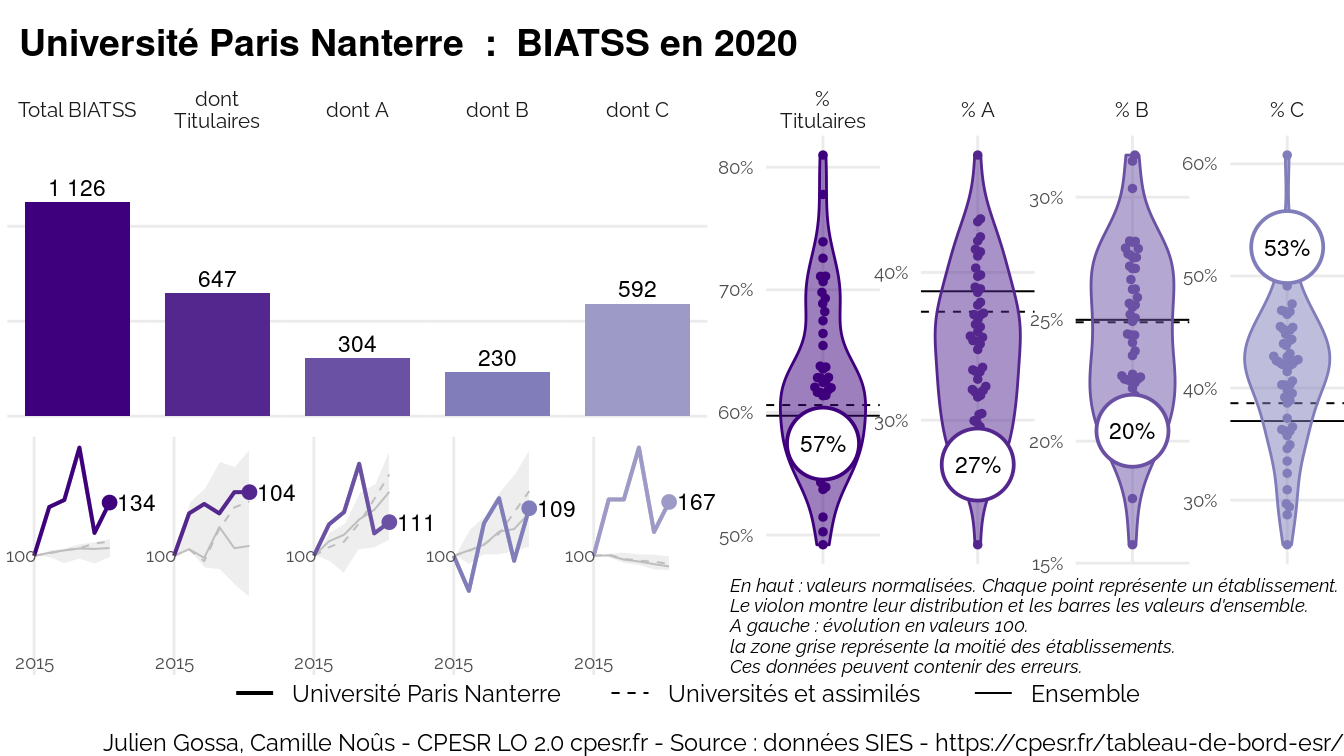 Université Paris Nanterre : BIATSS en 2020
Total BIATSS
dont
Titulaires
dont A
dont B
dont C
%
Titulaires
% A
% B
% C
1 126
647
304
230
592
80%
70%
60%
50%
57%
40%
30%
27%
30%
25%
20%
15%
20%
60%
50%
40%
30%
53%
100
134
2015
100
104
2015
100
111
2015
100
109
2015
100
167
2015
En haut : valeurs normalisées. Chaque point représente un établissement.
Le violon montre leur distribution et les barres les valeurs d'ensemble.
A gauche : évolution en valeurs 100.
la zone grise représente la moitié des établissements.
Ces données peuvent contenir des erreurs.
Université Paris Nanterre
Universités et assimilés
Ensemble
Julien Gossa, Camille Noûs - CPESR LO 2.0 cpesr.fr - Source : données SIES - https://cpesr.fr/tableau-de-bord-esr/